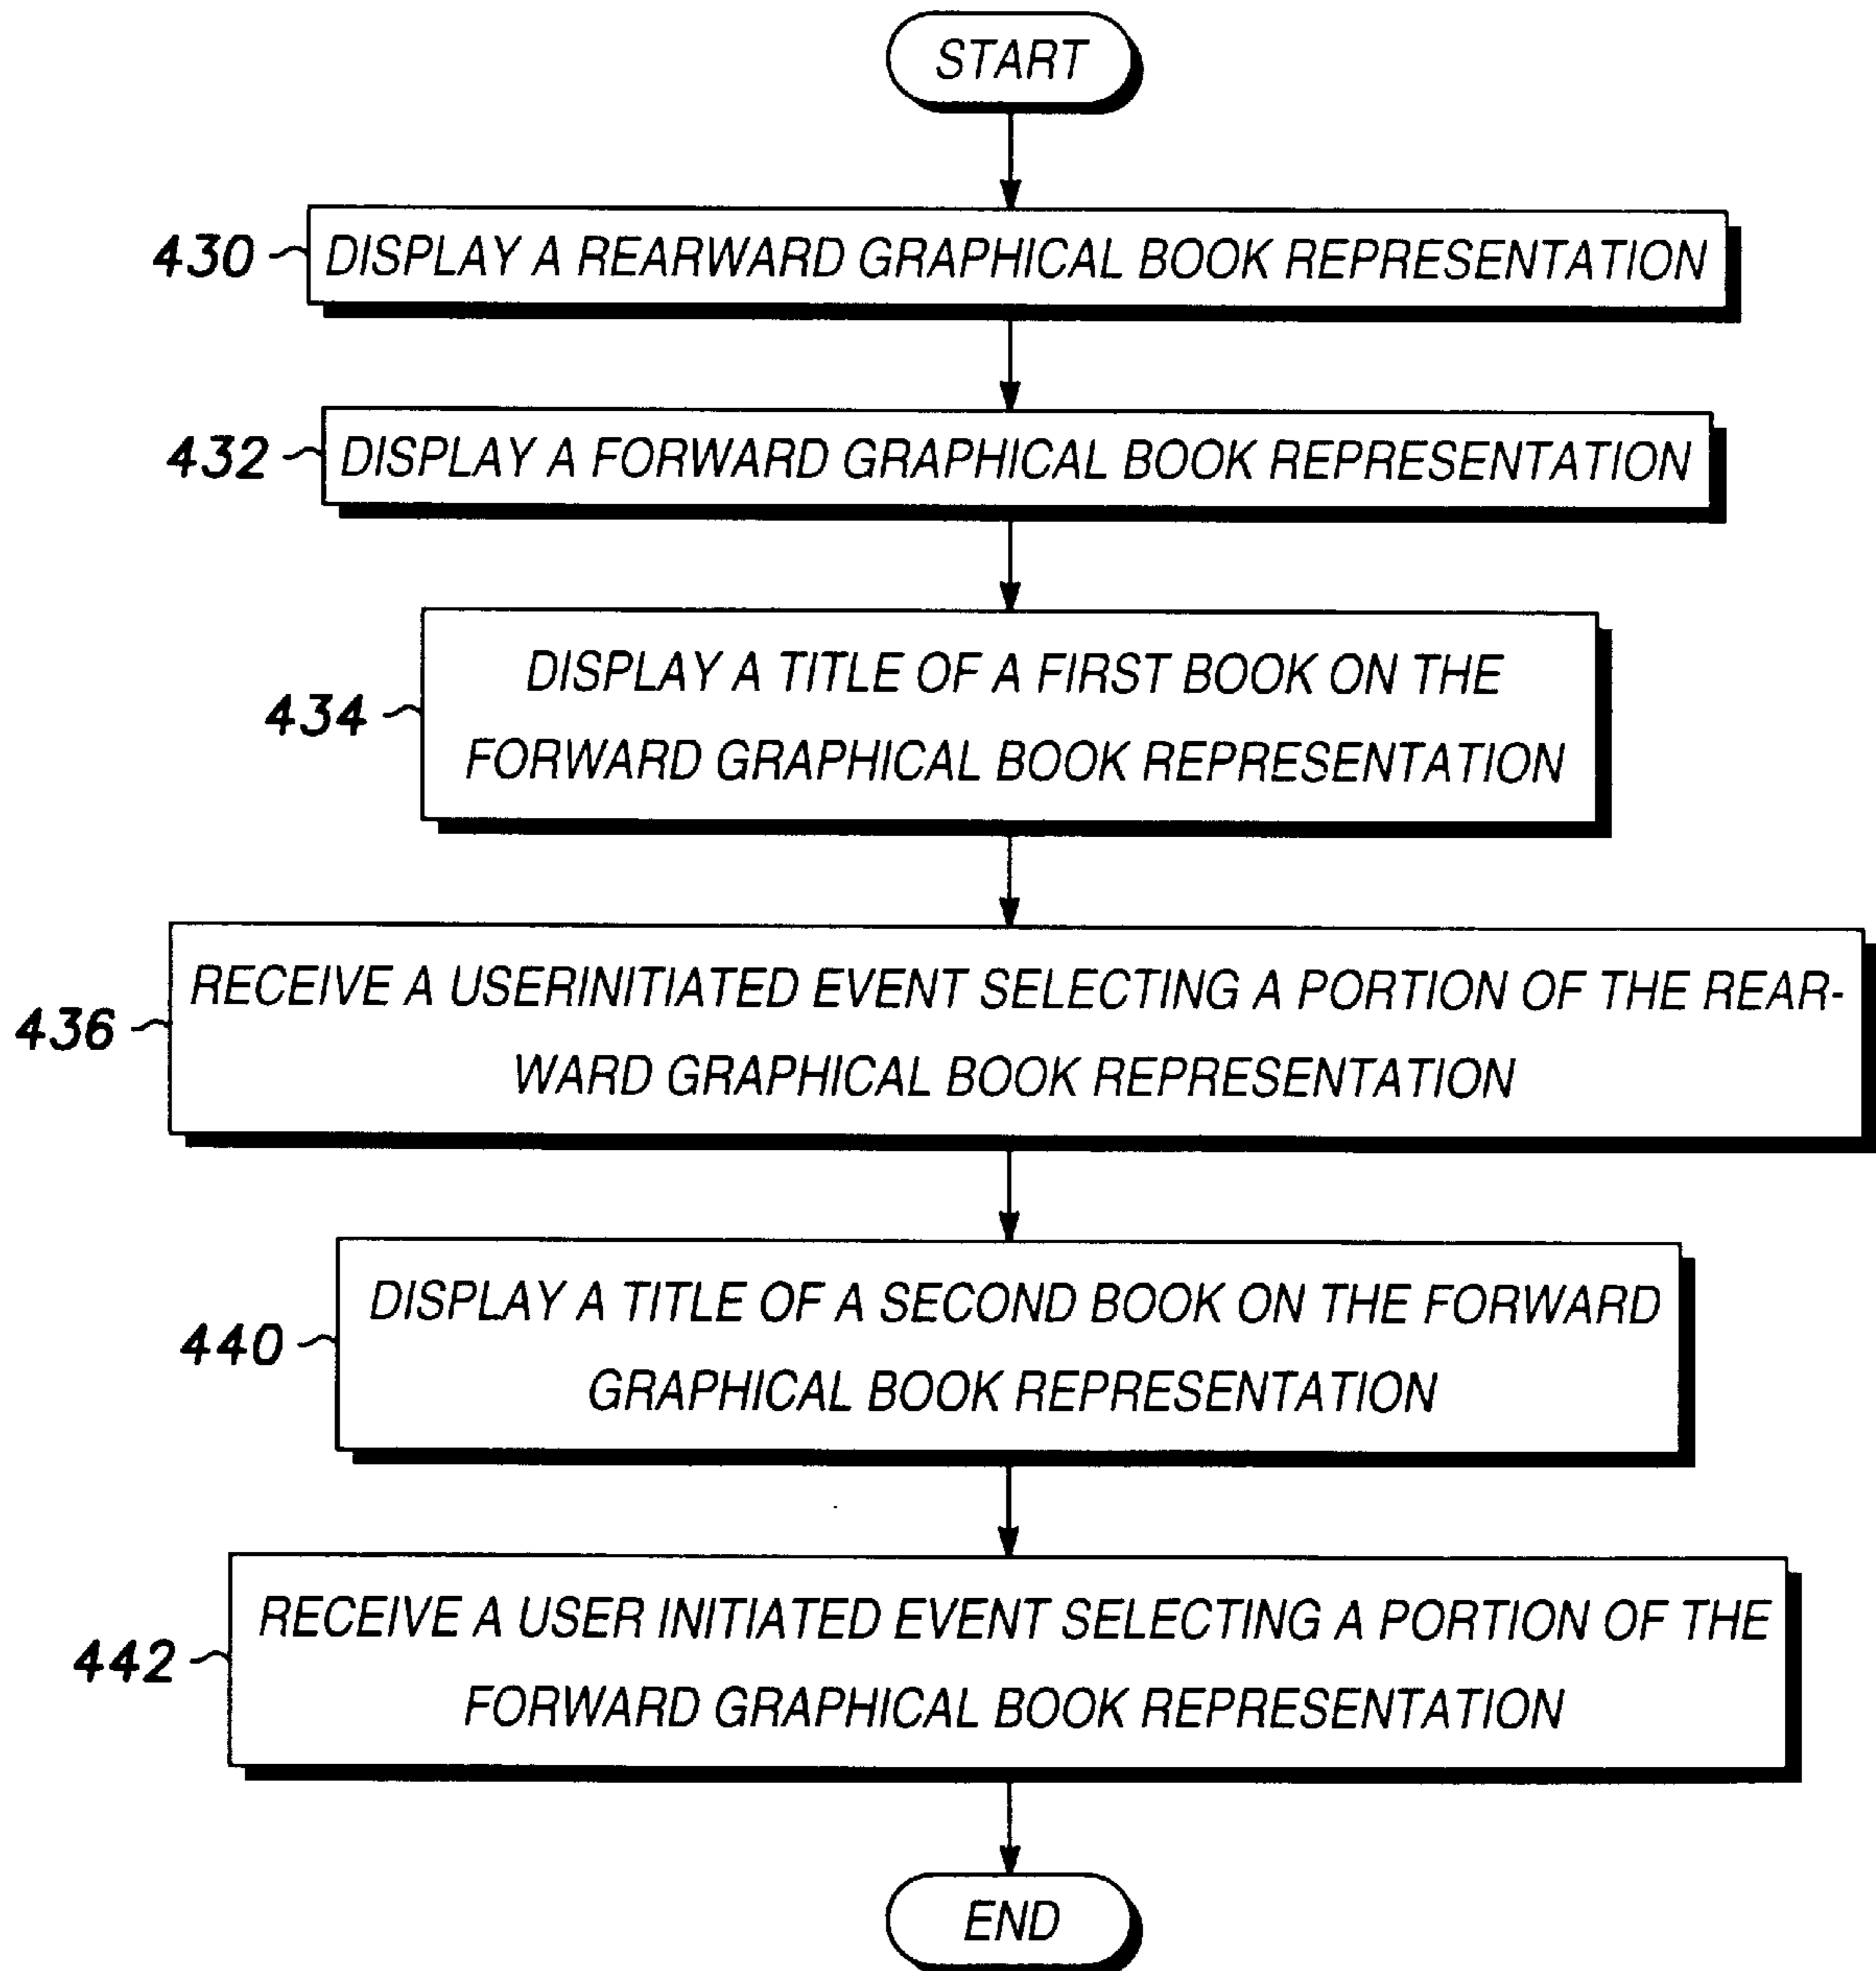 START
430 DISPLAY A REARWARD GRAPHICAL BOOK REPRESENTATION
432 DISPLAY A FORWARD GRAPHICAL BOOK REPRESENTATION
DISPLAY A TITLE OF A FIRST BOOK ON THE
434
FORWARD GRAPHICAL BOOK REPRESENTATION
RECEIVE A USERINITIATED EVENT SELECTING A PORTION OF THE REAR-
436
WARD GRAPHICAL BOOK REPRESENTATION
DISPLAY A TITLE OF A SECOND BOOK ON THE FORWARD
440
GRAPHICAL BOOK REPRESENTATION
RECEIVE A USER INITIATED EVENT SELECTING A PORTION OF THE
442
FORWARD GRAPHICAL BOOK REPRESENTATION
END